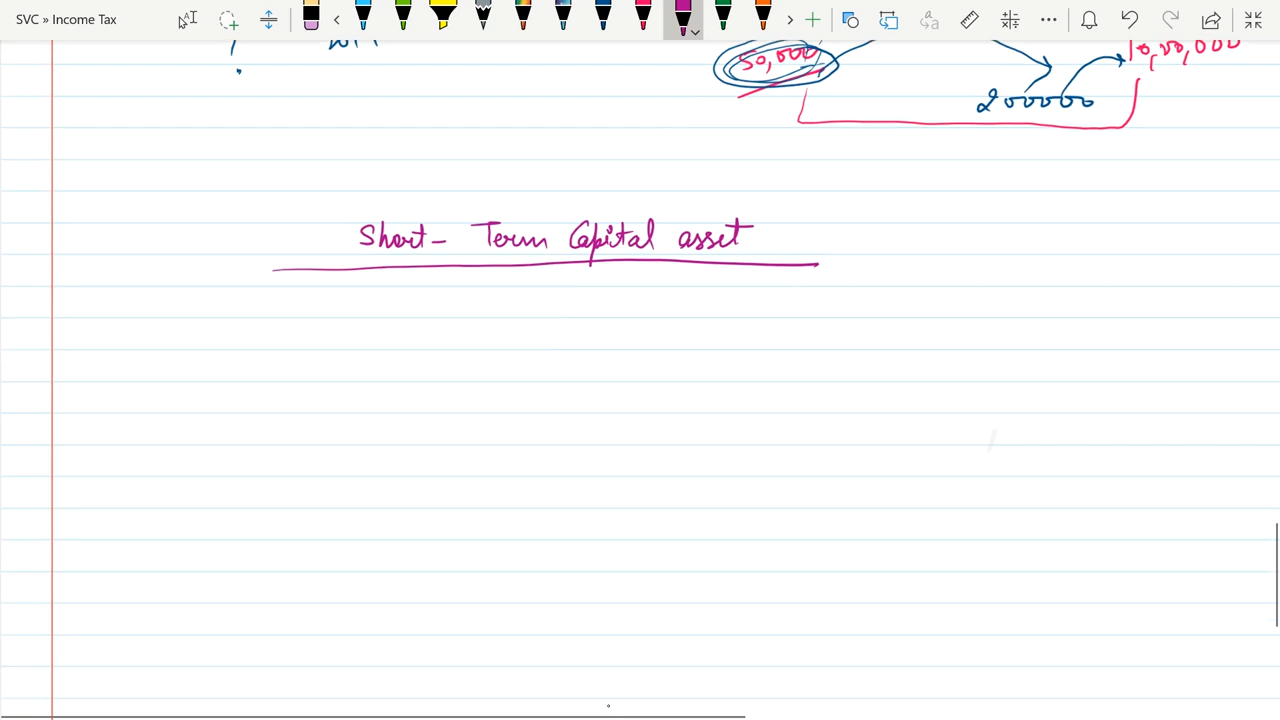 SVC » Income Tax
50,000
10,00,000
200000
Short- Term Capital asset